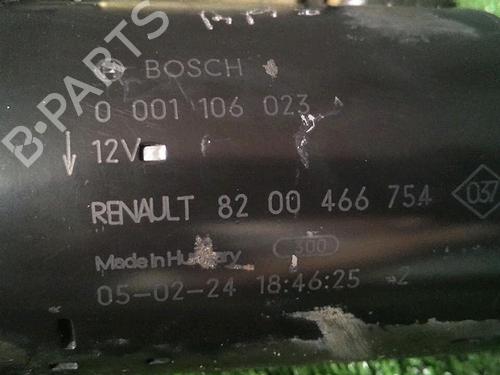 B-PARTS
BOSCH
0 001 106 023
12V
RENAULT 82 00 466 754 037
Made in Hungary 300
05-02-24 18:46:25 -2